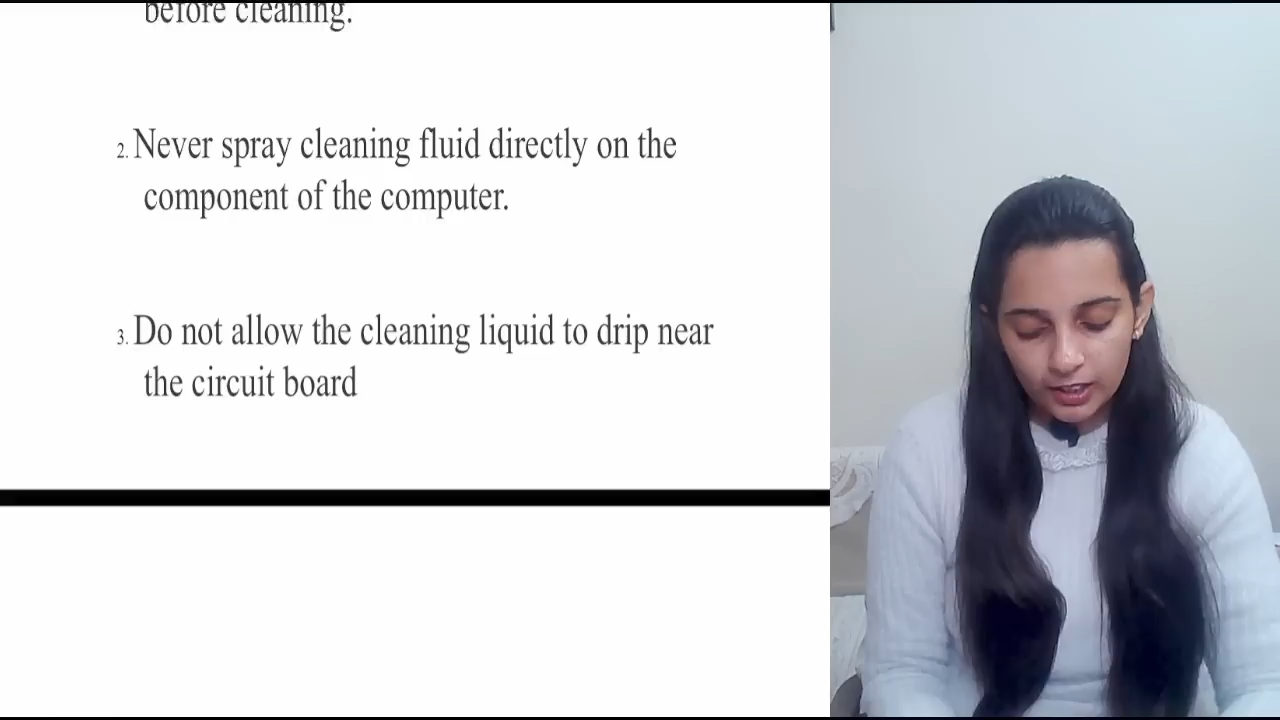 before cleaning.
2. Never spray cleaning fluid directly on the
component of the computer.
3. Do not allow the cleaning liquid to drip near
the circuit board